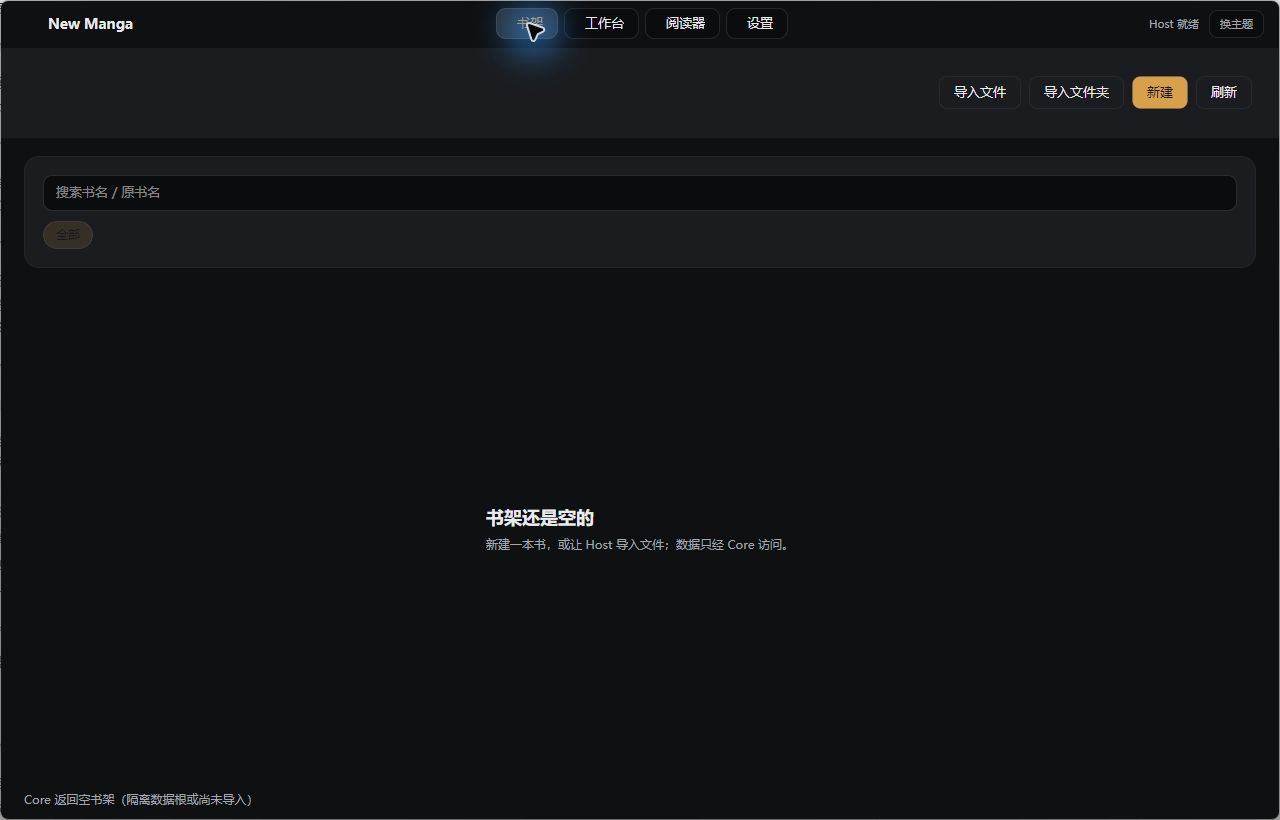 New Manga
书架
工作台
阅读器
设置
Host 就绪
换主题
导入文件
导入文件夹
新建
刷新
搜索书名 / 原书名
全部
书架还是空的
新建一本书，或让 Host 导入文件；数据只经 Core 访问。
Core 返回空书架（隔离数据根或尚未导入）